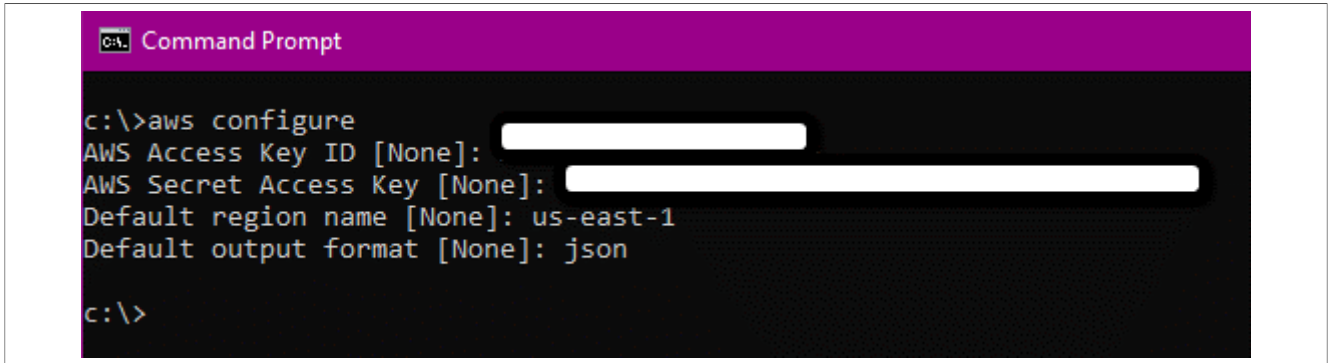 Command Prompt
c:\>aws configure
AWS Access Key ID [None]:
AWS Secret Access Key [None]:
Default region name [None]: us-east-1
Default output format [None]: json
c:\>